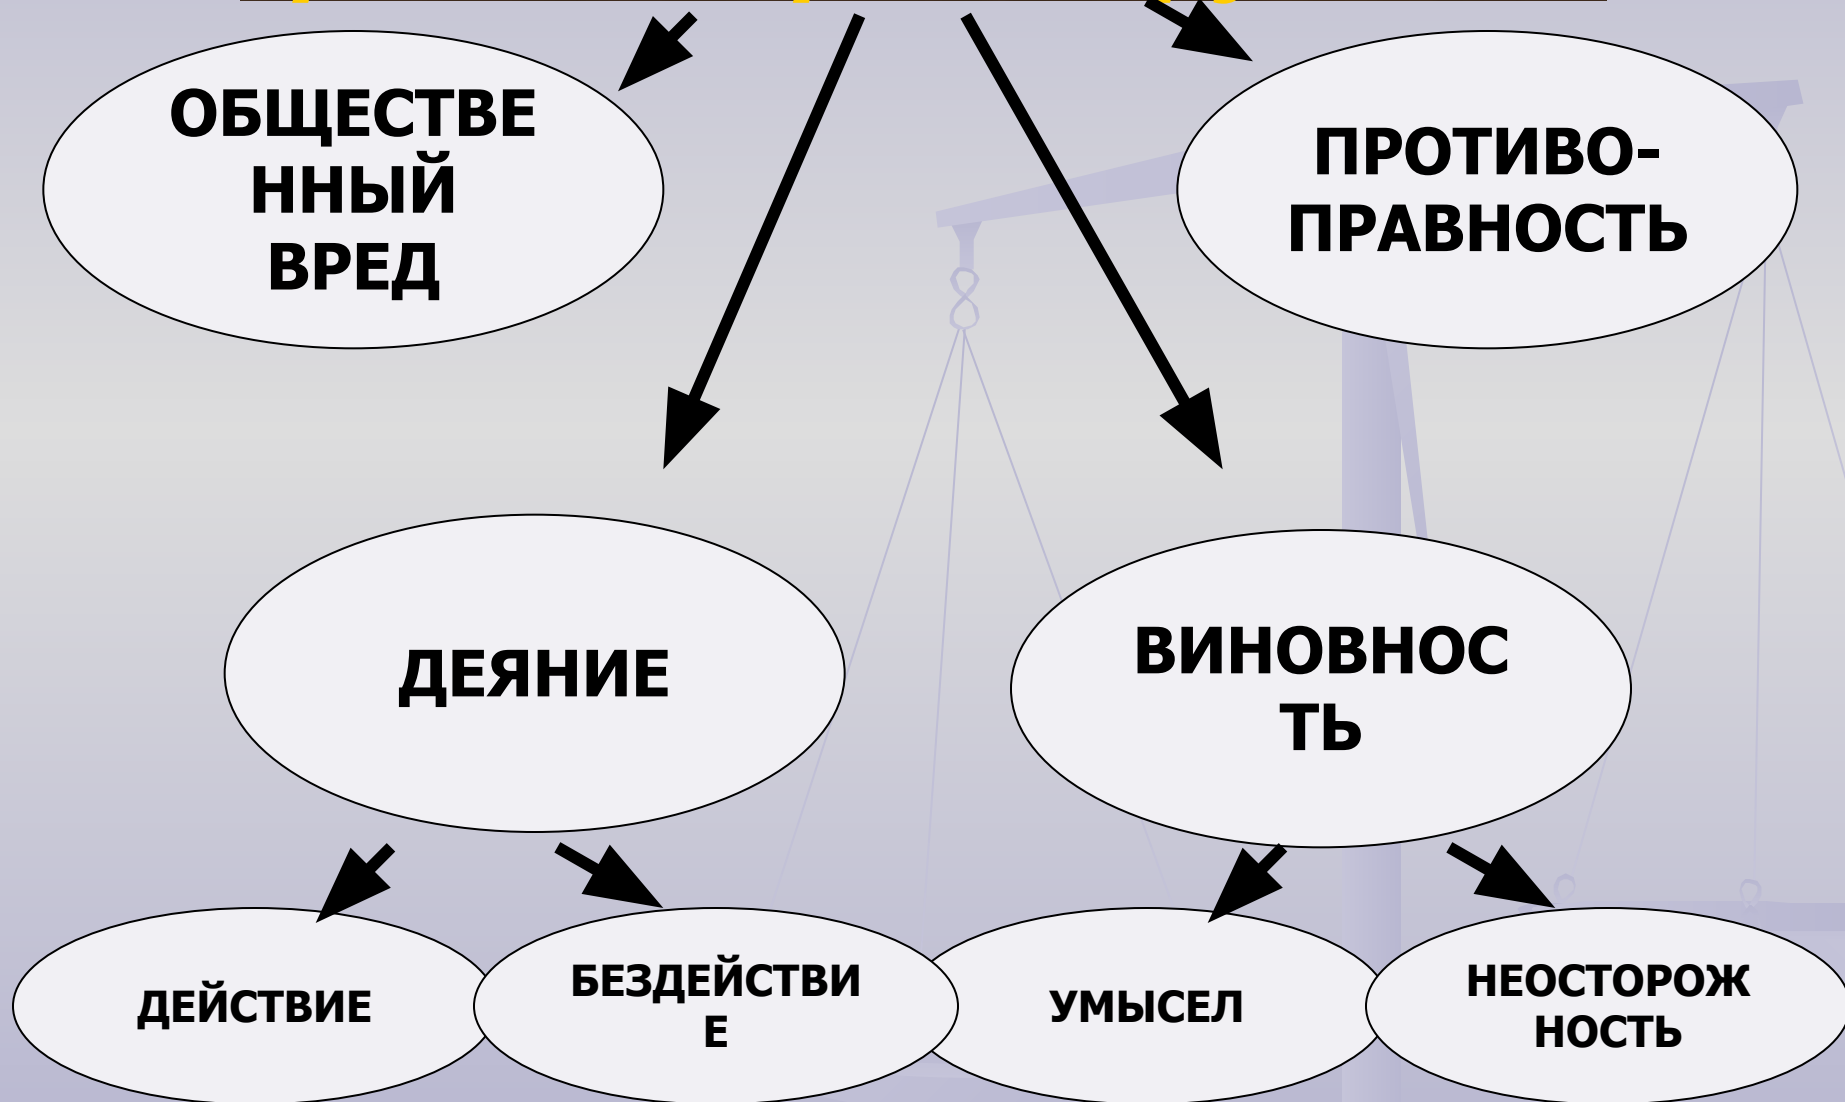 ОБЩЕСТВЕ
ННЫЙ
ВРЕД
ПРОТИВО-
ПРАВНОСТЬ
ДЕЯНИЕ
ВИНОВНОС
ТЬ
ДЕЙСТВИЕ
БЕЗДЕЙСТВИ
Е
УМЫСЕЛ
НЕОСТОРОЖ
НОСТЬ